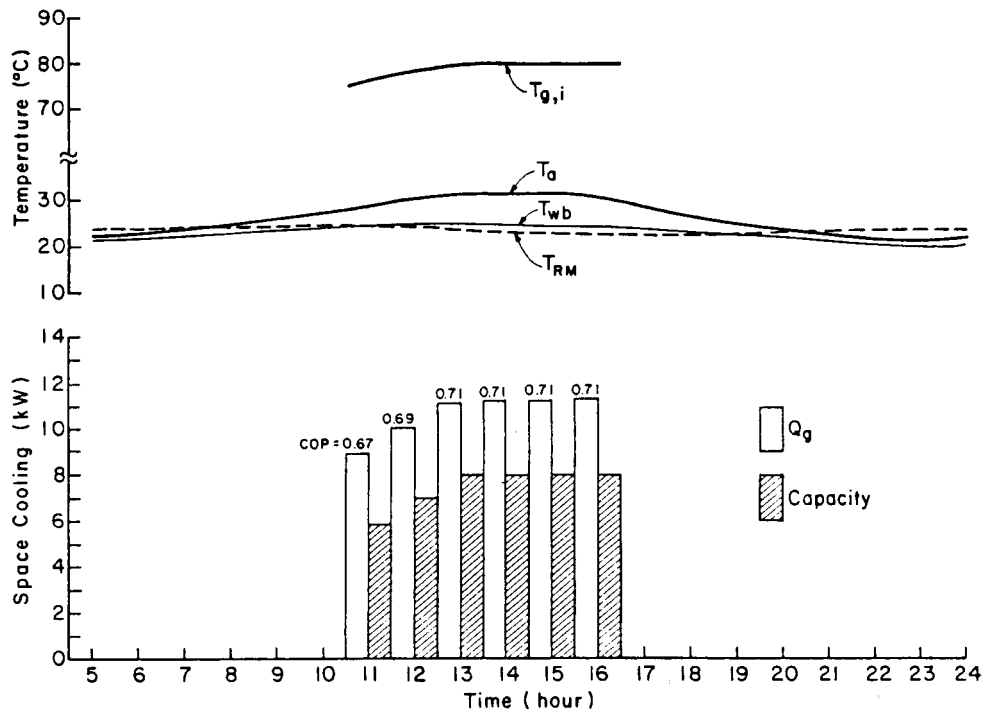 Temperature (°C)
90
80
70
30
20
10
Tg,i
Ta
Twb
TRM
Space Cooling (kW)
14
12
10
8
6
4
2
0
COP = 0.67
0.69
0.71
0.71
0.71
0.71
Qg
Capacity
5 6 7 8 9 10 11 12 13 14 15 16 17 18 19 20 21 22 23 24
Time (hour)